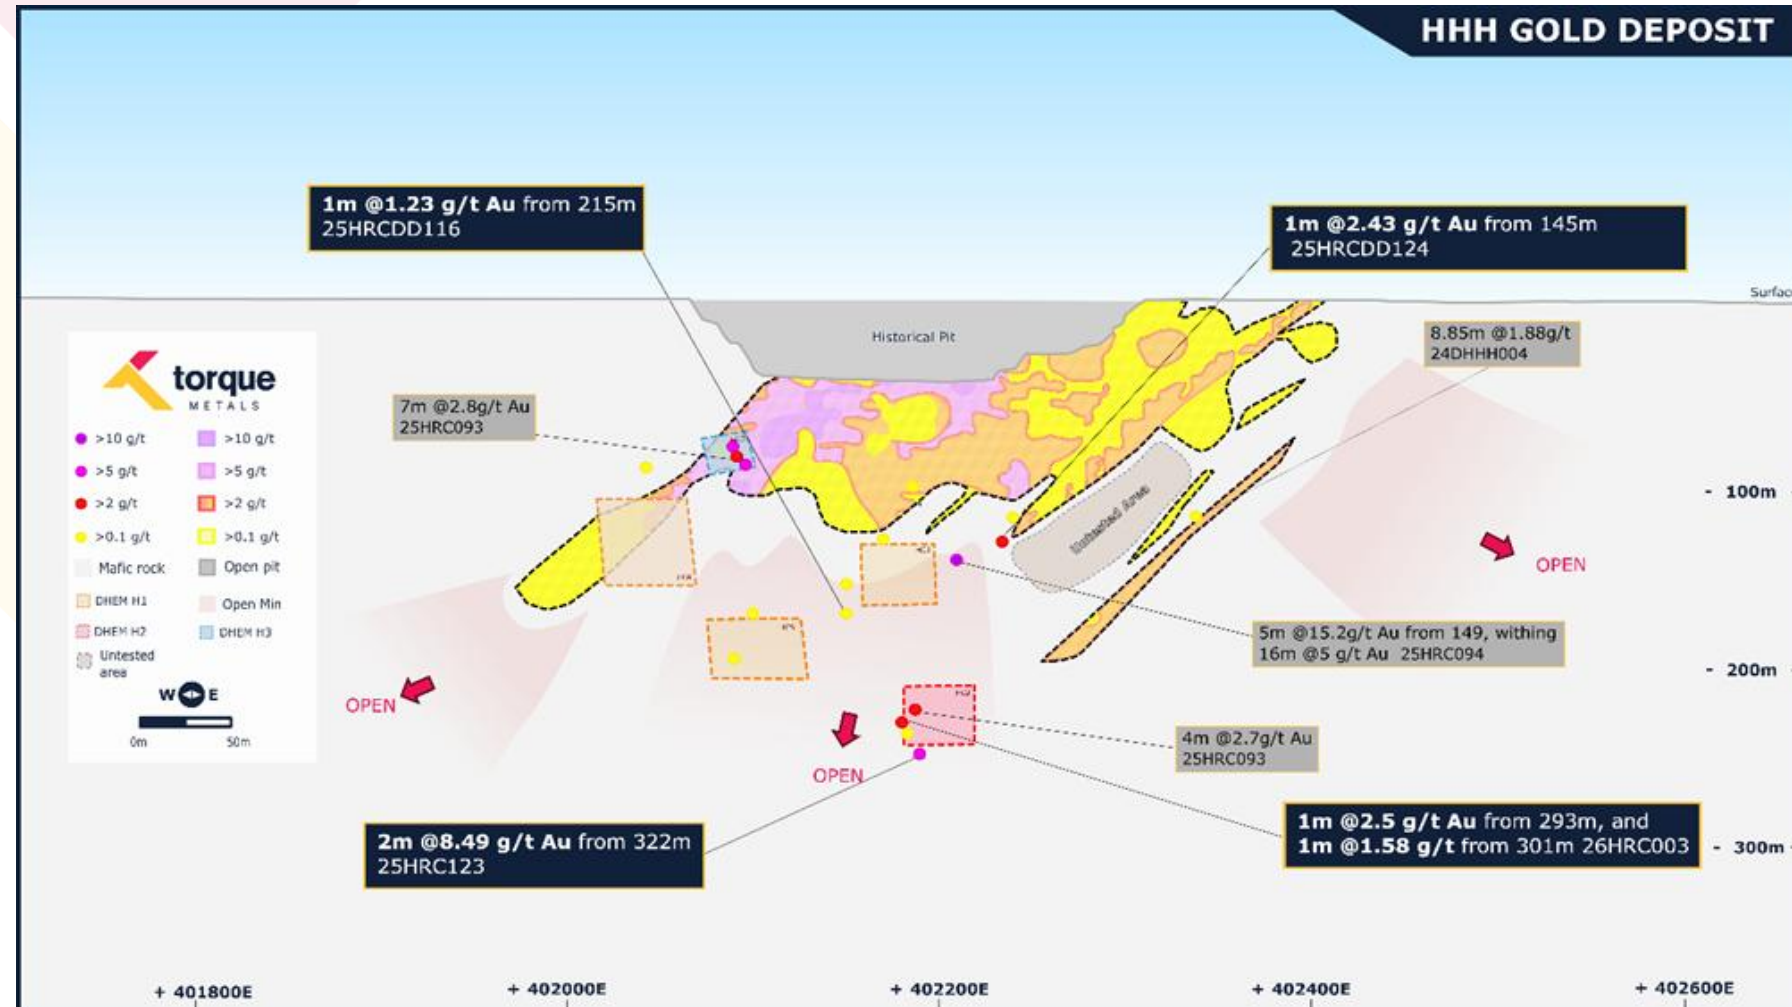 HHH GOLD DEPOSIT
1m @1.23 g/t Au from 215m
25HRCDD116
1m @2.43 g/t Au from 145m
25HRCDD124
Surfac
Historical Pit
8.85m @1.88g/t
24DHHH004
torque
METALS
7m @2.8g/t Au
25HRC093
>10 g/t
>10 g/t
>5 g/t
>5 g/t
>2 g/t
>2 g/t
>0.1 g/t
>0.1 g/t
Mafic rock
Open pit
DHEM H1
Open Min
DHEM H2
DHEM H3
Untested
area
W E
0m 50m
Untested Area
- 100m
OPEN
5m @15.2g/t Au from 149, withing
16m @5 g/t Au 25HRC094
- 200m
OPEN
4m @2.7g/t Au
25HRC093
OPEN
1m @2.5 g/t Au from 293m, and
1m @1.58 g/t from 301m 26HRC003
- 300m -
2m @8.49 g/t Au from 322m
25HRC123
+ 401800E
+ 402000E
+ 402200E
+ 402400E
+ 402600E